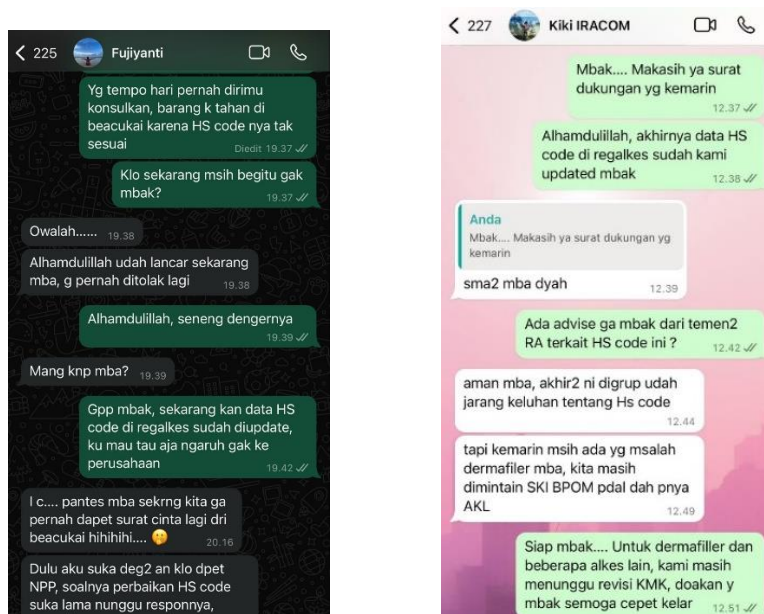 225
Fujiyanti
Yg tempo hari pernah dirimu
konsulkan, barang k tahan di
beacukai karena HS code nya tak
sesuai
Diedit 19.37
Klo sekarang msih begitu gak
mbak?
19.37
Owalah...... 19.38
Alhamdulillah udah lancar sekarang
mba, g pernah ditolak lagi 19.38
Alhamdulillah, seneng dengernya
19.39
Mang knp mba? 19.39
Gpp mbak, sekarang kan data HS
code di regalkes sudah diupdate,
ku mau tau aja ngaruh gak ke
perusahaan
19.42
I c.... pantes mba sekrng kita ga
pernah dapet surat cinta lagi dri
beacukai hihihihi.... 🤭 20.16
Dulu aku suka deg2 an klo dpet
NPP, soalnya perbaikan HS code
suka lama nunggu responnya,
227
Kiki IRACOM
Mbak.... Makasih ya surat
dukungan yg kemarin
12.37
Alhamdulillah, akhirnya data HS
code di regalkes sudah kami
updated mbak
12.38
Anda
Mbak.... Makasih ya surat dukungan yg
kemarin
sma2 mba dyah
12.39
Ada advise ga mbak dari temen2
RA terkait HS code ini ?
12.42
aman mba, akhir2 ni digrup udah
jarang keluhan tentang Hs code
12.44
tapi kemarin msih ada yg msalah
dermafiler mba, kita masih
dimintain SKI BPOM pdal dah pnya
AKL
12.49
Siap mbak.... Untuk dermafiller dan
beberapa alkes lain, kami masih
menunggu revisi KMK, doakan y
mbak semoga cepet kelar
12.51